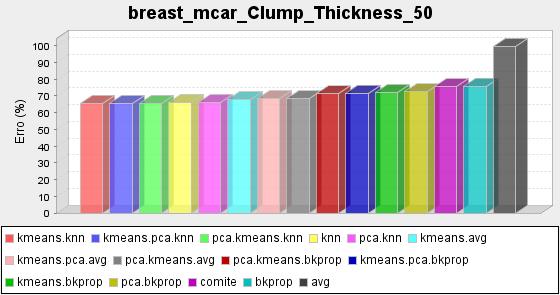 breast_mcar_Clump_Thickness_50
Erro (%)
100
90
80
70
60
50
40
30
20
10
0
kmeans.knn kmeans.pca.knn pca.kmeans.knn knn pca.knn kmeans.avg
kmeans.pca.avg pca.kmeans.avg pca.kmeans.bkprop kmeans.pca.bkprop
kmeans.bkprop pca.bkprop comite bkprop avg